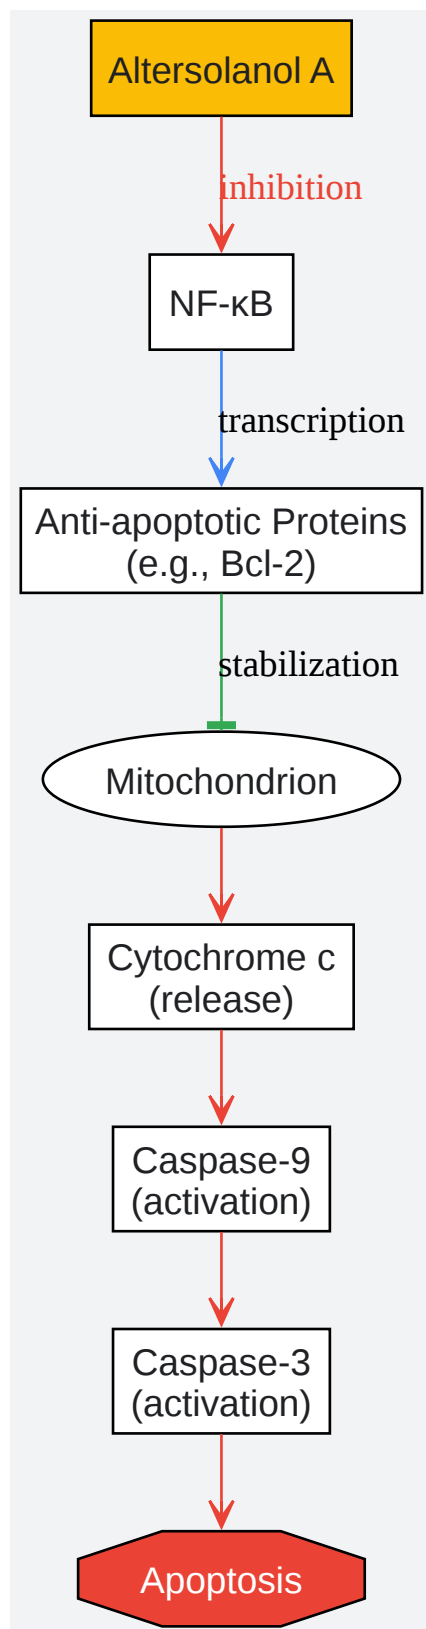 Altersolanol A
inhibition
NF-κB
transcription
Anti-apoptotic Proteins
(e.g., Bcl-2)
stabilization
Mitochondrion
Cytochrome c
(release)
Caspase-9
(activation)
Caspase-3
(activation)
Apoptosis